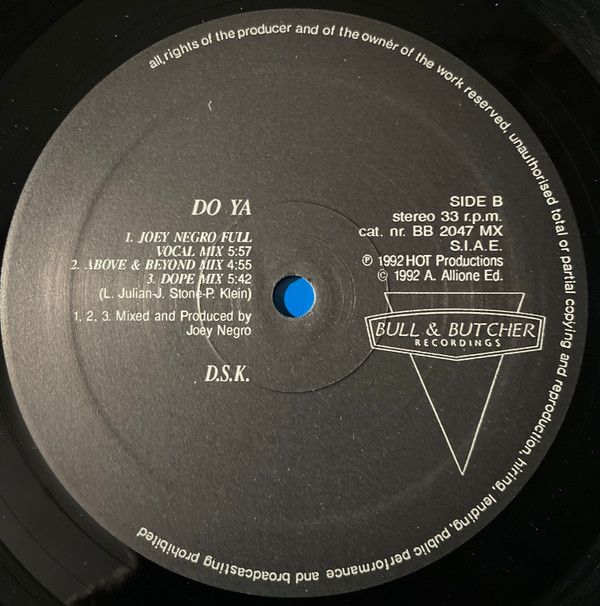 all rights of the producer and of the owner of the work reserved, unauthorised total or partial copying and reproduction, hiring, lending, public performance and broadcasting prohibited
DO YA
1. JOEY NEGRO FULL
VOCAL MIX 5:57
2. ABOVE & BEYOND MIX 4:55
3. DOPE MIX 5:42
(L. Julian-J. Stone-P. Klein)
1, 2, 3. Mixed and Produced by
Joey Negro
D.S.K.
SIDE B
stereo 33 r.p.m.
cat. nr. BB 2047 MX
S.I.A.E.
℗ 1992 HOT Productions
© 1992 A. Allione Ed.
BULL & BUTCHER
RECORDINGS